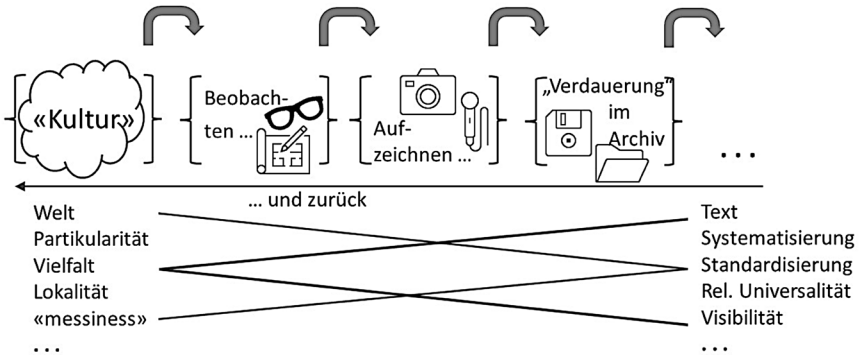 «Kultur»
Beobach-
ten ...
Auf-
zeichnen ...
„Verdauerung"
im
Archiv
...
... und zurück
Welt
Partikularität
Vielfalt
Lokalität
«messiness»
...
Text
Systematisierung
Standardisierung
Rel. Universalität
Visibilität
...